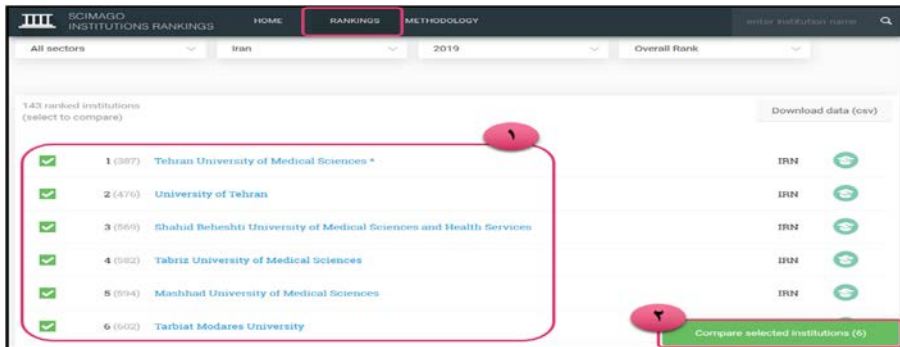 SCIMAGO
INSTITUTIONS RANKINGS
HOME
RANKINGS
METHODOLOGY
enter institution name
All sectors
Iran
2019
Overall Rank
143 ranked institutions
(select to compare)
Download data (csv)
۱
1 (387) Tehran University of Medical Sciences * IRN
2 (476) University of Tehran IRN
3 (569) Shahid Beheshti University of Medical Sciences and Health Services IRN
4 (582) Tabriz University of Medical Sciences IRN
5 (594) Mashhad University of Medical Sciences IRN
6 (602) Tarbiat Modares University
۲
Compare selected institutions (6)